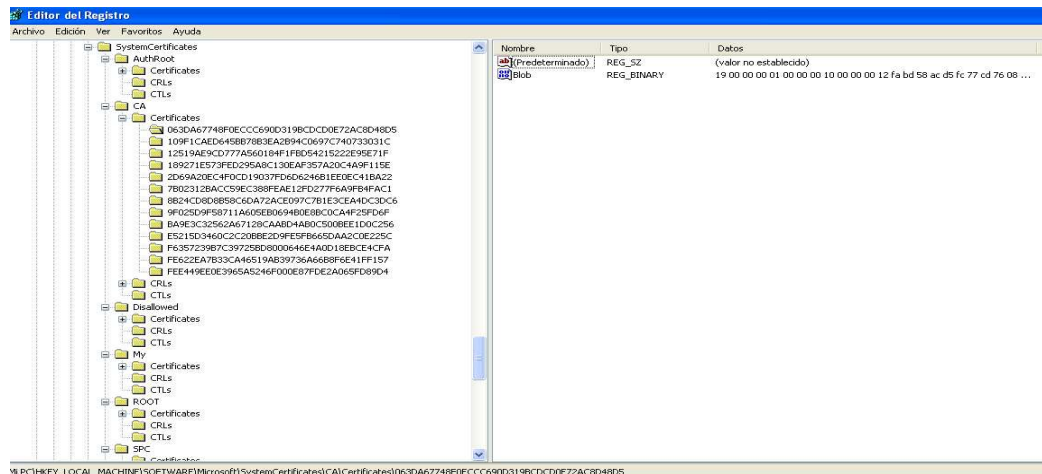 Editor del Registro
Archivo Edición Ver Favoritos Ayuda
SystemCertificates
AuthRoot
Certificates
CRLs
CTLs
CA
Certificates
063DA67748F0ECCC690D319BCDCD0E72AC8D48D5
109F1CAED645BB78B3EA2B94C0697C740733031C
12519AE9CD777A560184F1FBD54215222E95E71F
189271E573FED295A8C130EAF357A20C4A9F115E
2D69A20EC4F0CD19037FD6D6246B1EE0EC41BA22
7B02312BACC59EC388FEAE12FD277F6A9FB4FAC1
8B24CD8D8B58C6DA72ACE097C7B1E3CEA4DC3DC6
9F025D9F58711A605EB0694B0E8BC0CA4F25FD6F
BA9E3C32562A67128CAABD4AB0C500BEE1D0C256
E5215D3460C2C20BBE2D9FE5FB665DAA2C0E225C
F6357239B7C39725BD8000646E4A0D18EBCE4CFA
FE622EA7B33CA46519AB39736A66B8F6E41FF157
FEE449EE0E3965A5246F000E87FDE2A065FD89D4
CRLs
CTLs
Disallowed
Certificates
CRLs
CTLs
My
Certificates
CRLs
CTLs
ROOT
Certificates
CRLs
CTLs
SPC
Certificates
Nombre Tipo Datos
(Predeterminado) REG_SZ (valor no establecido)
Blob REG_BINARY 19 00 00 00 01 00 00 00 10 00 00 00 12 fa bd 58 ac d5 fc 77 cd 76 08 ...
Mi PC\HKEY_LOCAL_MACHINE\SOFTWARE\Microsoft\SystemCertificates\CA\Certificates\063DA67748F0ECCC690D319BCDCD0E72AC8D48D5